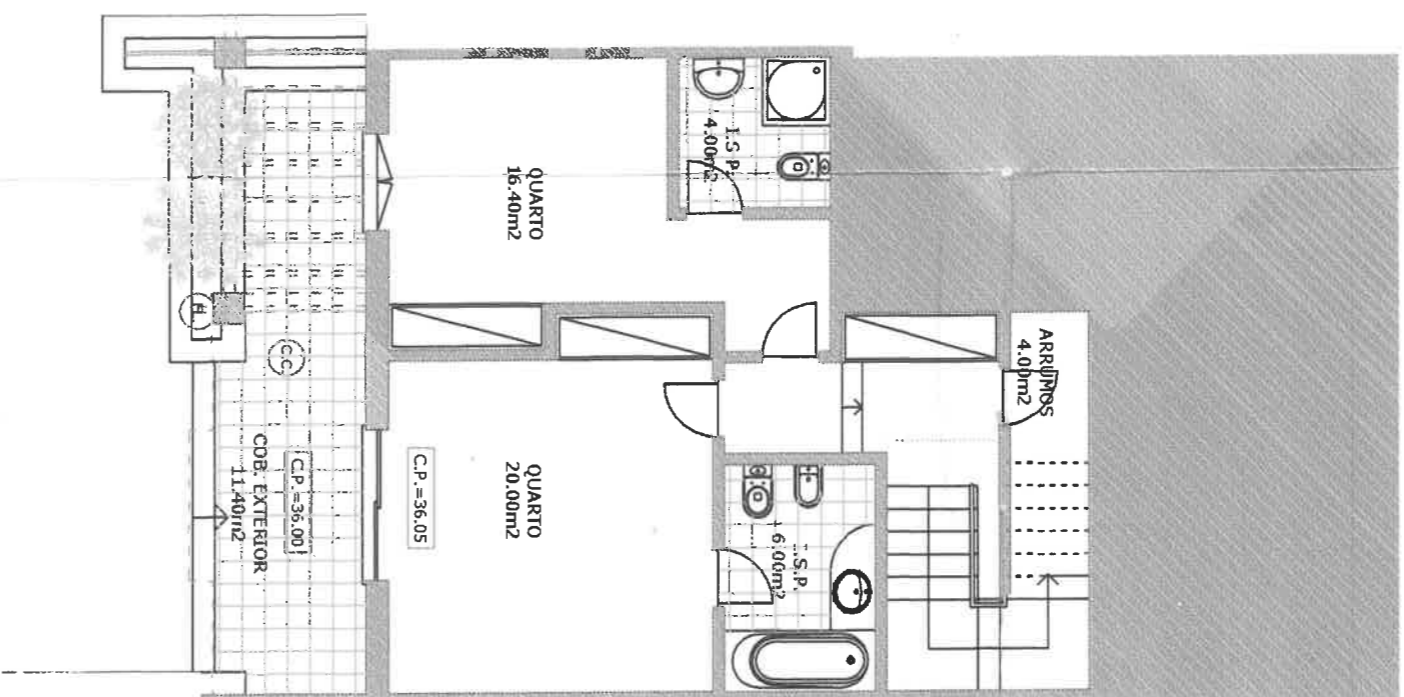 I.S.P.
4.00m2
QUARTO
16.40m2
ARRUMOS
4.00m2
C.C.
C.P.=36.00
COB. EXTERIOR
11.40m2
C.P.=36.05
QUARTO
20.00m2
.S.P.
6.00m2